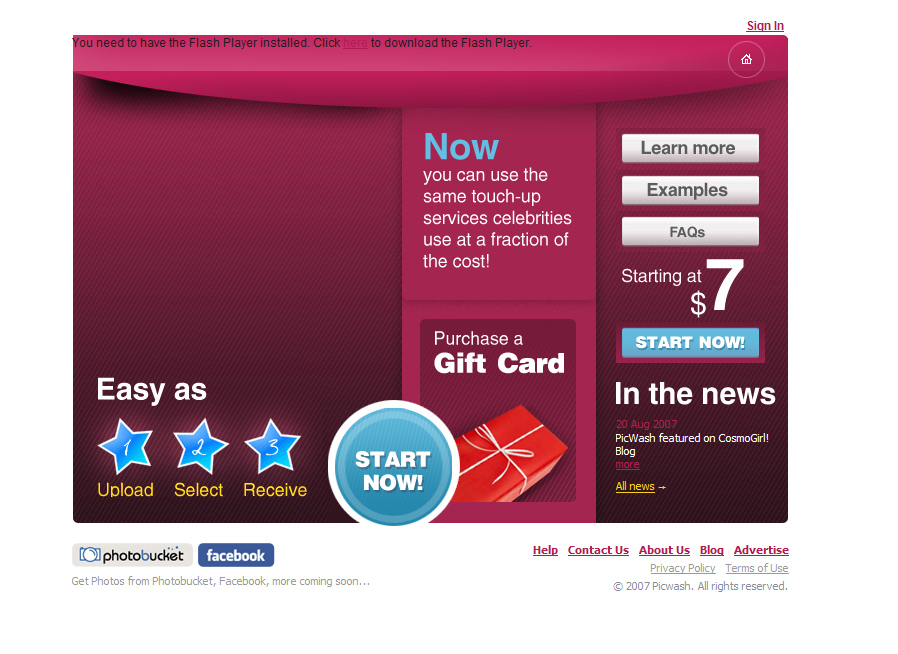 Sign In
You need to have the Flash Player installed. Click here to download the Flash Player.
Now
you can use the
same touch-up
services celebrities
use at a fraction of
the cost!
Learn more
Examples
FAQs
Starting at $7
START NOW!
Purchase a
Gift Card
Easy as
1 2 3
Upload Select Receive
START
NOW!
In the news
20 Aug 2007
PicWash featured on CosmoGirl!
Blog
more
All news →
photobucket facebook
Get Photos from Photobucket, Facebook, more coming soon...
Help Contact Us About Us Blog Advertise
Privacy Policy Terms of Use
© 2007 Picwash. All rights reserved.